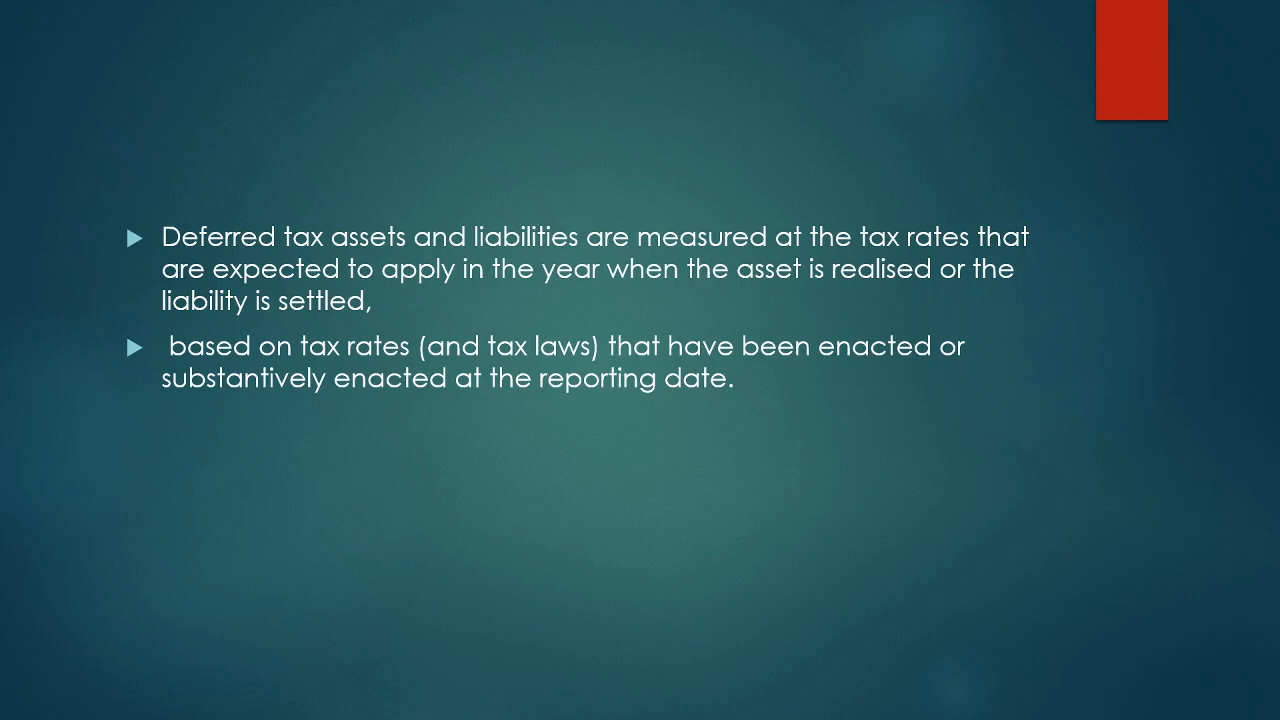 Deferred tax assets and liabilities are measured at the tax rates that
are expected to apply in the year when the asset is realised or the
liability is settled,
based on tax rates (and tax laws) that have been enacted or
substantively enacted at the reporting date.